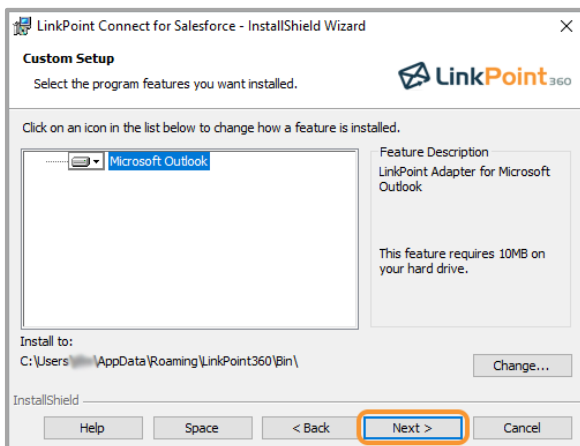 LinkPoint Connect for Salesforce - InstallShield Wizard
Custom Setup
Select the program features you want installed.
LinkPoint360
Click on an icon in the list below to change how a feature is installed.
Microsoft Outlook
Feature Description
LinkPoint Adapter for Microsoft
Outlook
This feature requires 10MB on
your hard drive.
Install to:
C:\Users\ \AppData\Roaming\LinkPoint360\Bin\
Change...
InstallShield
Help
Space
< Back
Next >
Cancel